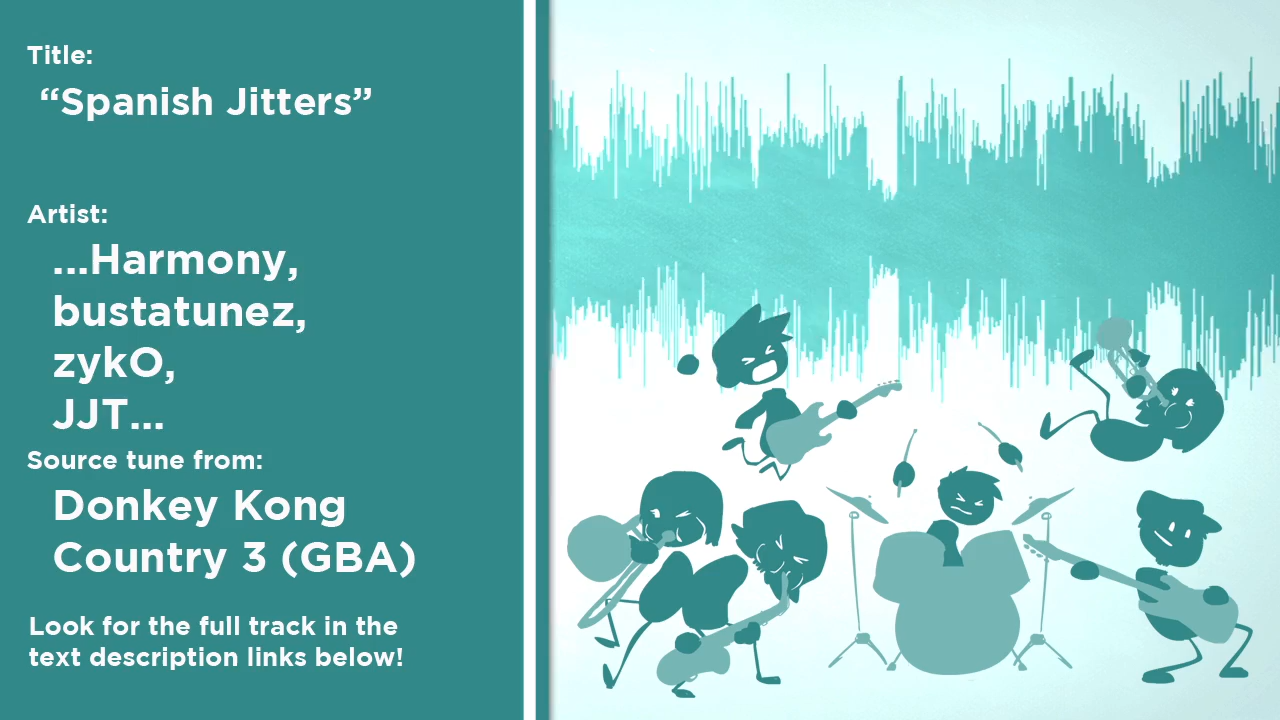 Title:
“Spanish Jitters”
Artist:
...Harmony,
bustatunez,
zykO,
JJT...
Source tune from:
Donkey Kong
Country 3 (GBA)
Look for the full track in the
text description links below!